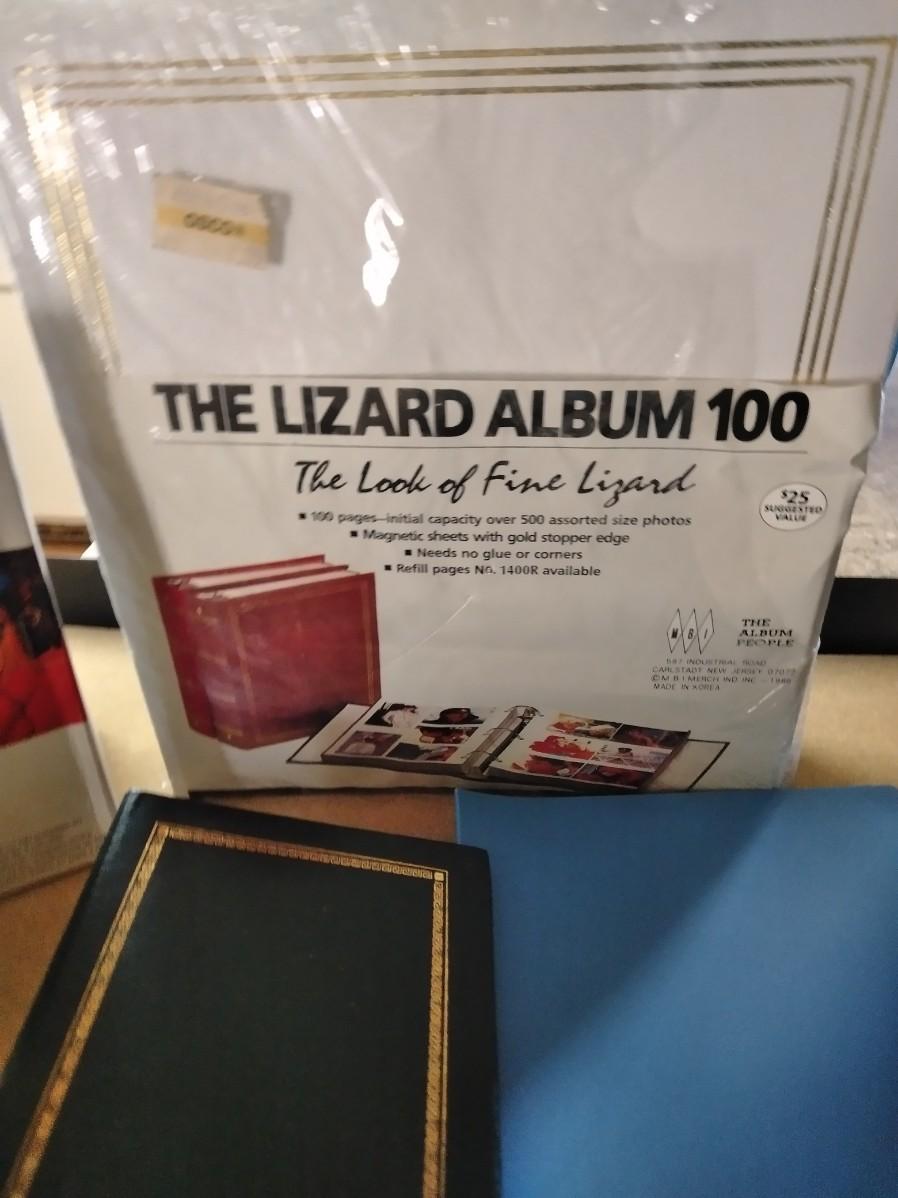 OSCO
THE LIZARD ALBUM 100
The Look of Fine Lizard
$25
SUGGESTED
VALUE
■ 100 pages—initial capacity over 500 assorted size photos
■ Magnetic sheets with gold stopper edge
■ Needs no glue or corners
■ Refill pages No. 1400R available
MBI
THE
ALBUM
PEOPLE
INDUSTRIAL ROAD
CARLSTADT NEW JERSEY 07072
©M B I MERCH IND INC - 1986
MADE IN KOREA